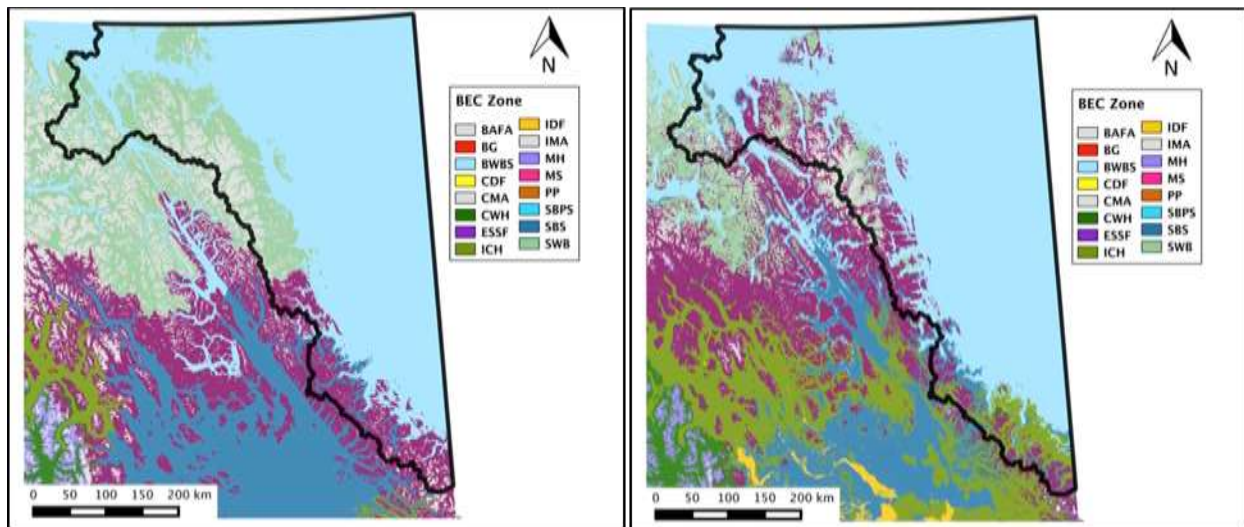 N
BEC Zone
BAFA IDF
BG IMA
BWBS MH
CDF MS
CMA PP
CWH SBPS
ESSF SBS
ICH SWB
0 50 100 150 200 km
N
BEC Zone
BAFA IDF
BG IMA
BWBS MH
CDF MS
CMA PP
CWH SBPS
ESSF SBS
ICH SWB
0 50 100 150 200 km